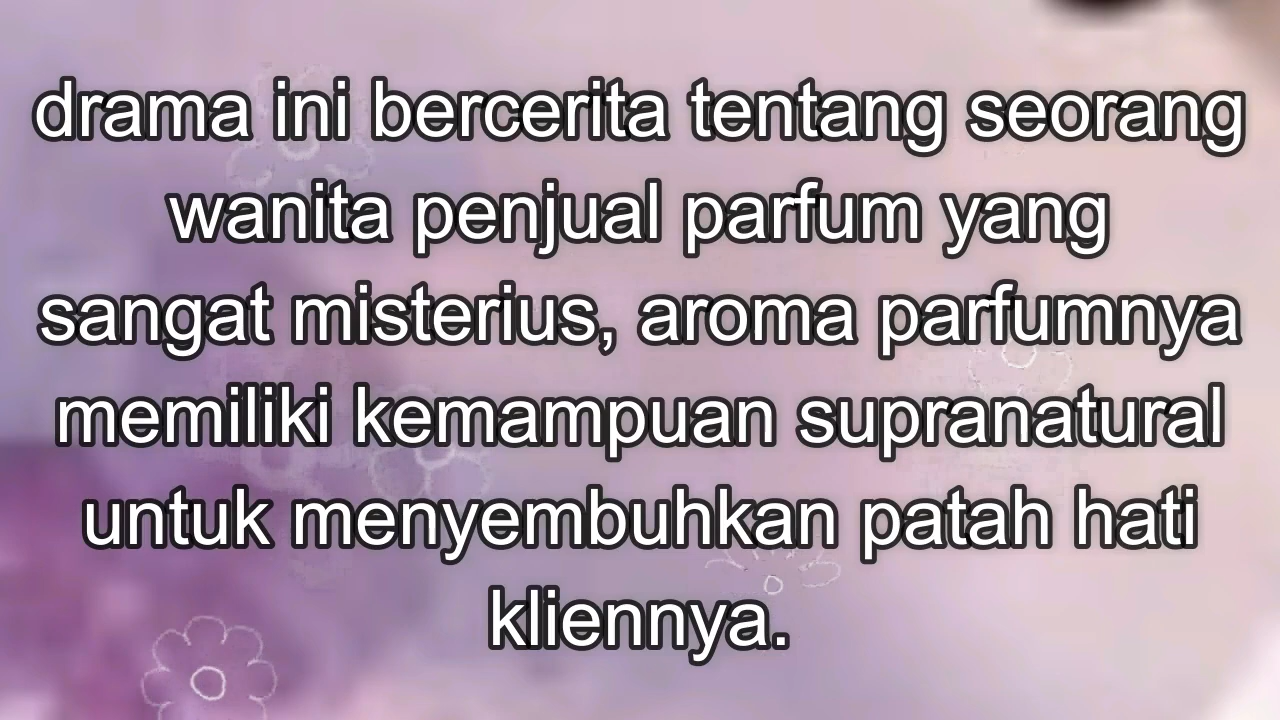 drama ini bercerita tentang seorang
wanita penjual parfum yang
sangat misterius, aroma parfumnya
memiliki kemampuan supranatural
untuk menyembuhkan patah hati
kliennya.